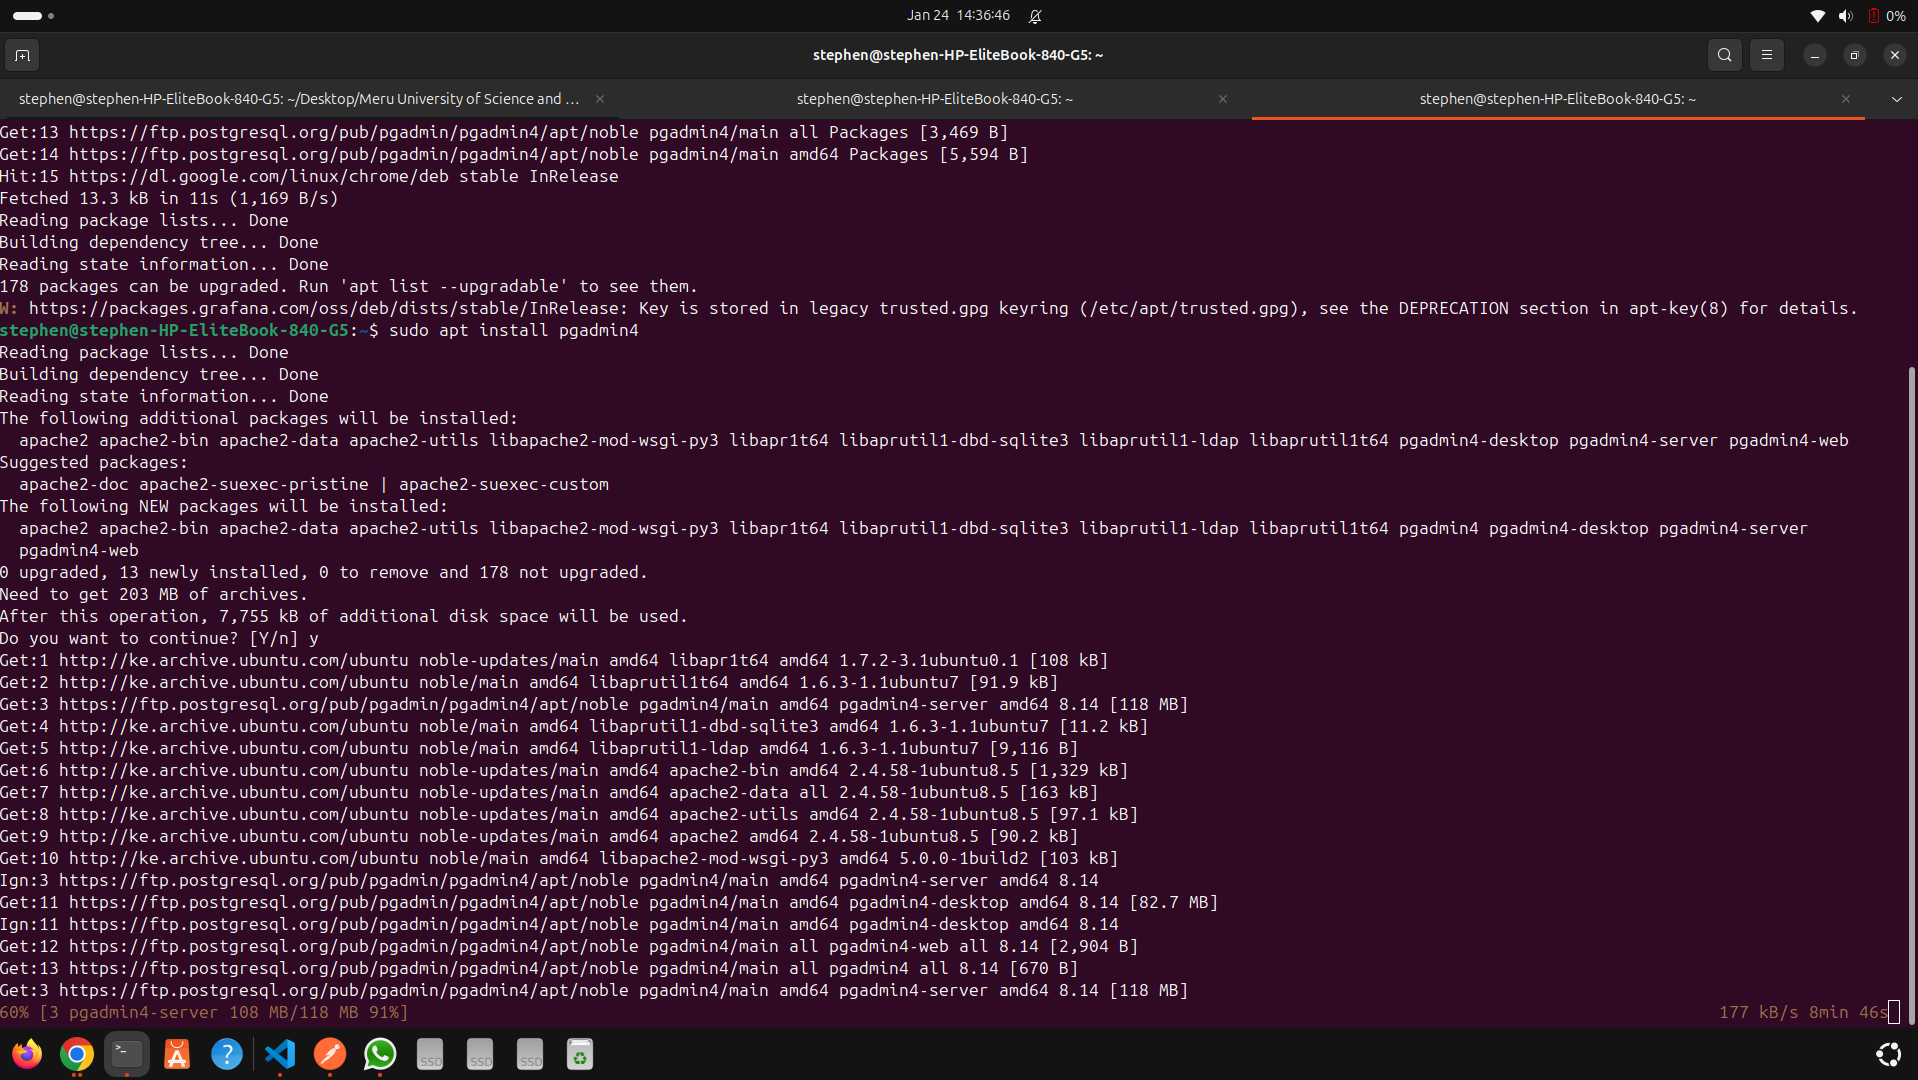 Jan 24 14:36:46
0%
stephen@stephen-HP-EliteBook-840-G5: ~
stephen@stephen-HP-EliteBook-840-G5: ~/Desktop/Meru University of Science and ...
stephen@stephen-HP-EliteBook-840-G5: ~
stephen@stephen-HP-EliteBook-840-G5: ~
Get:13 https://ftp.postgresql.org/pub/pgadmin/pgadmin4/apt/noble pgadmin4/main all Packages [3,469 B]
Get:14 https://ftp.postgresql.org/pub/pgadmin/pgadmin4/apt/noble pgadmin4/main amd64 Packages [5,594 B]
Hit:15 https://dl.google.com/linux/chrome/deb stable InRelease
Fetched 13.3 kB in 11s (1,169 B/s)
Reading package lists... Done
Building dependency tree... Done
Reading state information... Done
178 packages can be upgraded. Run 'apt list --upgradable' to see them.
W: https://packages.grafana.com/oss/deb/dists/stable/InRelease: Key is stored in legacy trusted.gpg keyring (/etc/apt/trusted.gpg), see the DEPRECATION section in apt-key(8) for details.
stephen@stephen-HP-EliteBook-840-G5:~$ sudo apt install pgadmin4
Reading package lists... Done
Building dependency tree... Done
Reading state information... Done
The following additional packages will be installed:
apache2 apache2-bin apache2-data apache2-utils libapache2-mod-wsgi-py3 libapr1t64 libaprutil1-dbd-sqlite3 libaprutil1-ldap libaprutil1t64 pgadmin4-desktop pgadmin4-server pgadmin4-web
Suggested packages:
apache2-doc apache2-suexec-pristine | apache2-suexec-custom
The following NEW packages will be installed:
apache2 apache2-bin apache2-data apache2-utils libapache2-mod-wsgi-py3 libapr1t64 libaprutil1-dbd-sqlite3 libaprutil1-ldap libaprutil1t64 pgadmin4 pgadmin4-desktop pgadmin4-server
pgadmin4-web
0 upgraded, 13 newly installed, 0 to remove and 178 not upgraded.
Need to get 203 MB of archives.
After this operation, 7,755 kB of additional disk space will be used.
Do you want to continue? [Y/n] y
Get:1 http://ke.archive.ubuntu.com/ubuntu noble-updates/main amd64 libapr1t64 amd64 1.7.2-3.1ubuntu0.1 [108 kB]
Get:2 http://ke.archive.ubuntu.com/ubuntu noble/main amd64 libaprutil1t64 amd64 1.6.3-1.1ubuntu7 [91.9 kB]
Get:3 https://ftp.postgresql.org/pub/pgadmin/pgadmin4/apt/noble pgadmin4/main amd64 pgadmin4-server amd64 8.14 [118 MB]
Get:4 http://ke.archive.ubuntu.com/ubuntu noble/main amd64 libaprutil1-dbd-sqlite3 amd64 1.6.3-1.1ubuntu7 [11.2 kB]
Get:5 http://ke.archive.ubuntu.com/ubuntu noble/main amd64 libaprutil1-ldap amd64 1.6.3-1.1ubuntu7 [9,116 B]
Get:6 http://ke.archive.ubuntu.com/ubuntu noble-updates/main amd64 apache2-bin amd64 2.4.58-1ubuntu8.5 [1,329 kB]
Get:7 http://ke.archive.ubuntu.com/ubuntu noble-updates/main amd64 apache2-data all 2.4.58-1ubuntu8.5 [163 kB]
Get:8 http://ke.archive.ubuntu.com/ubuntu noble-updates/main amd64 apache2-utils amd64 2.4.58-1ubuntu8.5 [97.1 kB]
Get:9 http://ke.archive.ubuntu.com/ubuntu noble-updates/main amd64 apache2 amd64 2.4.58-1ubuntu8.5 [90.2 kB]
Get:10 http://ke.archive.ubuntu.com/ubuntu noble/main amd64 libapache2-mod-wsgi-py3 amd64 5.0.0-1build2 [103 kB]
Ign:3 https://ftp.postgresql.org/pub/pgadmin/pgadmin4/apt/noble pgadmin4/main amd64 pgadmin4-server amd64 8.14
Get:11 https://ftp.postgresql.org/pub/pgadmin/pgadmin4/apt/noble pgadmin4/main amd64 pgadmin4-desktop amd64 8.14 [82.7 MB]
Ign:11 https://ftp.postgresql.org/pub/pgadmin/pgadmin4/apt/noble pgadmin4/main amd64 pgadmin4-desktop amd64 8.14
Get:12 https://ftp.postgresql.org/pub/pgadmin/pgadmin4/apt/noble pgadmin4/main all pgadmin4-web all 8.14 [2,904 B]
Get:13 https://ftp.postgresql.org/pub/pgadmin/pgadmin4/apt/noble pgadmin4/main all pgadmin4 all 8.14 [670 B]
Get:3 https://ftp.postgresql.org/pub/pgadmin/pgadmin4/apt/noble pgadmin4/main amd64 pgadmin4-server amd64 8.14 [118 MB]
60% [3 pgadmin4-server 108 MB/118 MB 91%] 177 kB/s 8min 46s
SSD
SSD
SSD